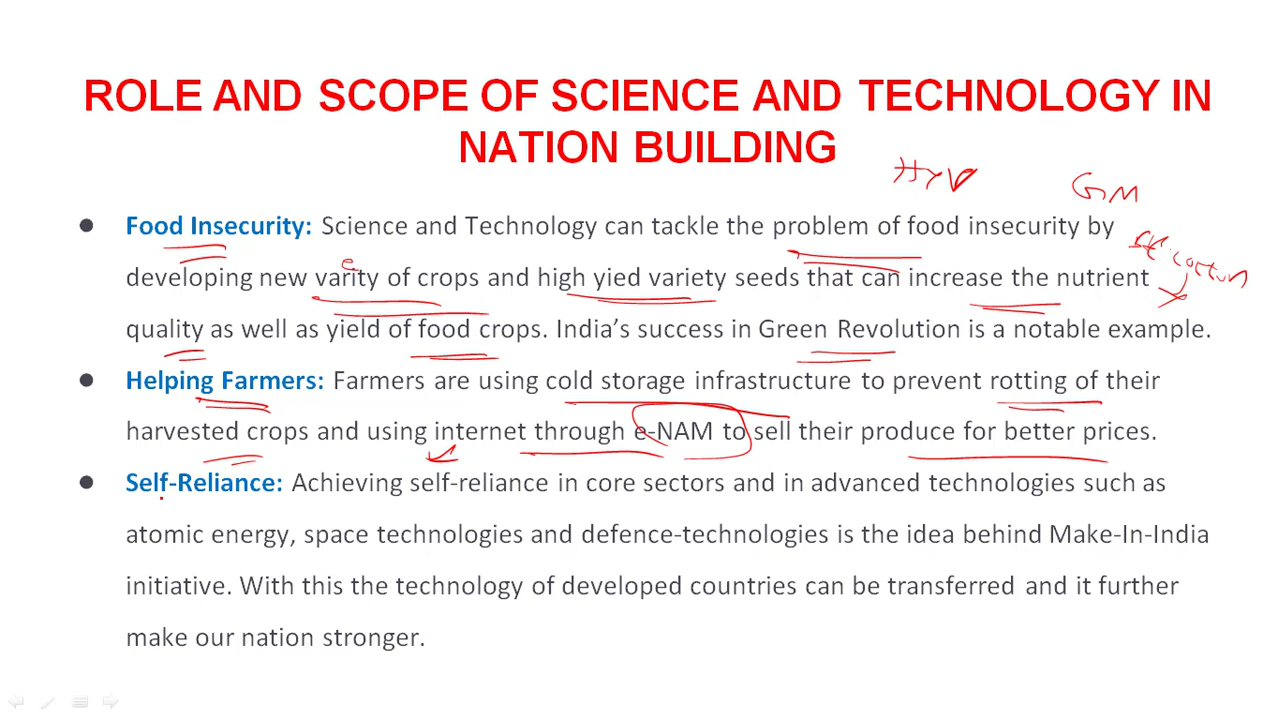 ROLE AND SCOPE OF SCIENCE AND TECHNOLOGY IN
NATION BUILDING
HYV
GM
● Food Insecurity: Science and Technology can tackle the problem of food insecurity by
Bt. cotton
e
developing new varity of crops and high yied variety seeds that can increase the nutrient
quality as well as yield of food crops. India’s success in Green Revolution is a notable example.
● Helping Farmers: Farmers are using cold storage infrastructure to prevent rotting of their
harvested crops and using internet through e-NAM to sell their produce for better prices.
● Self-Reliance: Achieving self-reliance in core sectors and in advanced technologies such as
atomic energy, space technologies and defence-technologies is the idea behind Make-In-India
initiative. With this the technology of developed countries can be transferred and it further
make our nation stronger.